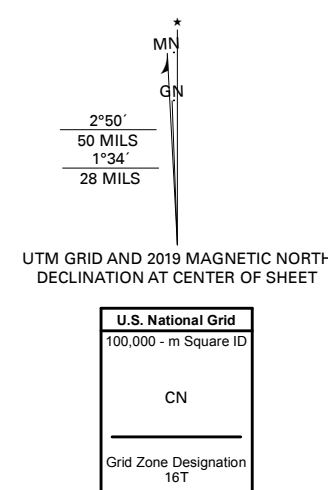 ★
MN
GN
2°50´
50 MILS
1°34´
28 MILS
UTM GRID AND 2019 MAGNETIC NORTH
DECLINATION AT CENTER OF SHEET
U.S. National Grid
100,000 - m Square ID
CN
Grid Zone Designation
16T